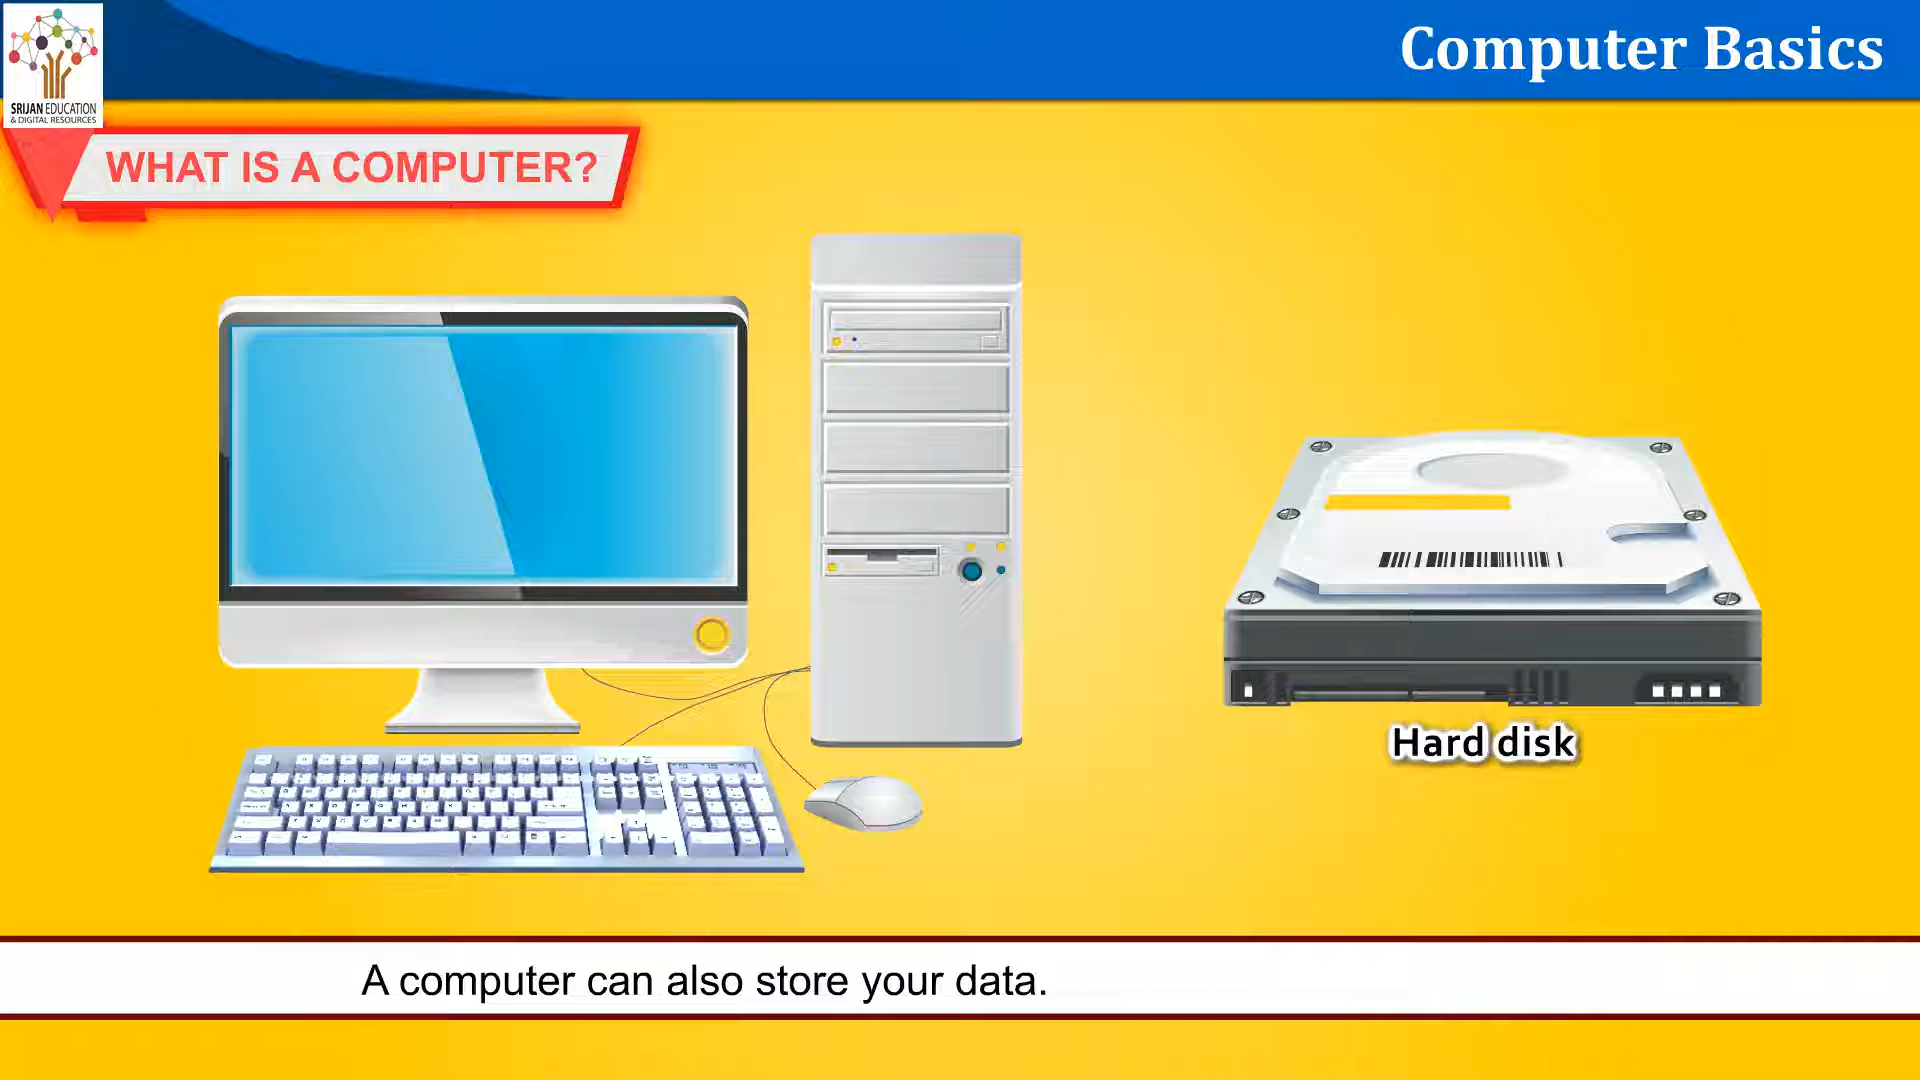 Computer Basics
SRIJAN EDUCATION
& DIGITAL RESOURCES
WHAT IS A COMPUTER?
Hard disk
A computer can also store your data.